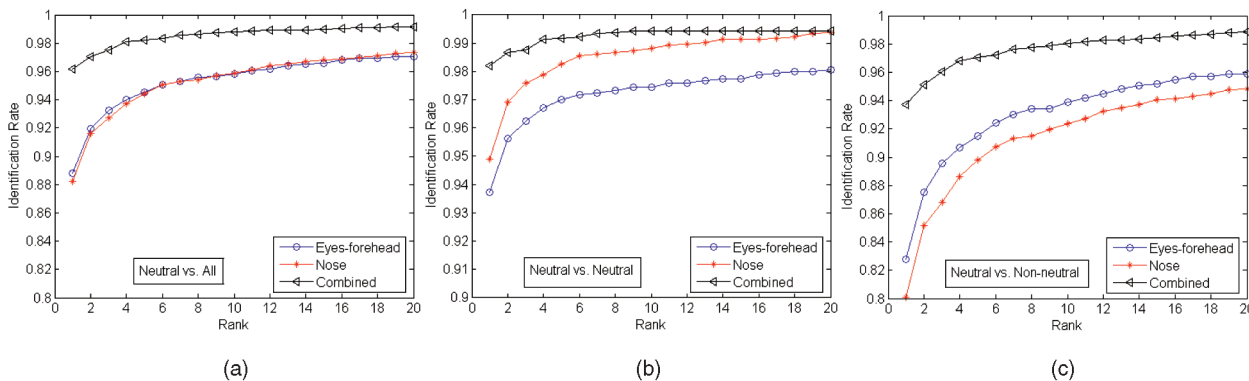 1
0.98
0.96
0.94
0.92
0.9
0.88
0.86
0.84
0.82
0.8
Identification Rate
0 2 4 6 8 10 12 14 16 18 20
Rank
Neutral vs. All
Eyes-forehead
Nose
Combined
(a)
1
0.99
0.98
0.97
0.96
0.95
0.94
0.93
0.92
0.91
0.9
Identification Rate
0 2 4 6 8 10 12 14 16 18 20
Rank
Neutral vs. Neutral
Eyes-forehead
Nose
Combined
(b)
1
0.98
0.96
0.94
0.92
0.9
0.88
0.86
0.84
0.82
0.8
Identification Rate
0 2 4 6 8 10 12 14 16 18 20
Rank
Neutral vs. Non-neutral
Eyes-forehead
Nose
Combined
(c)